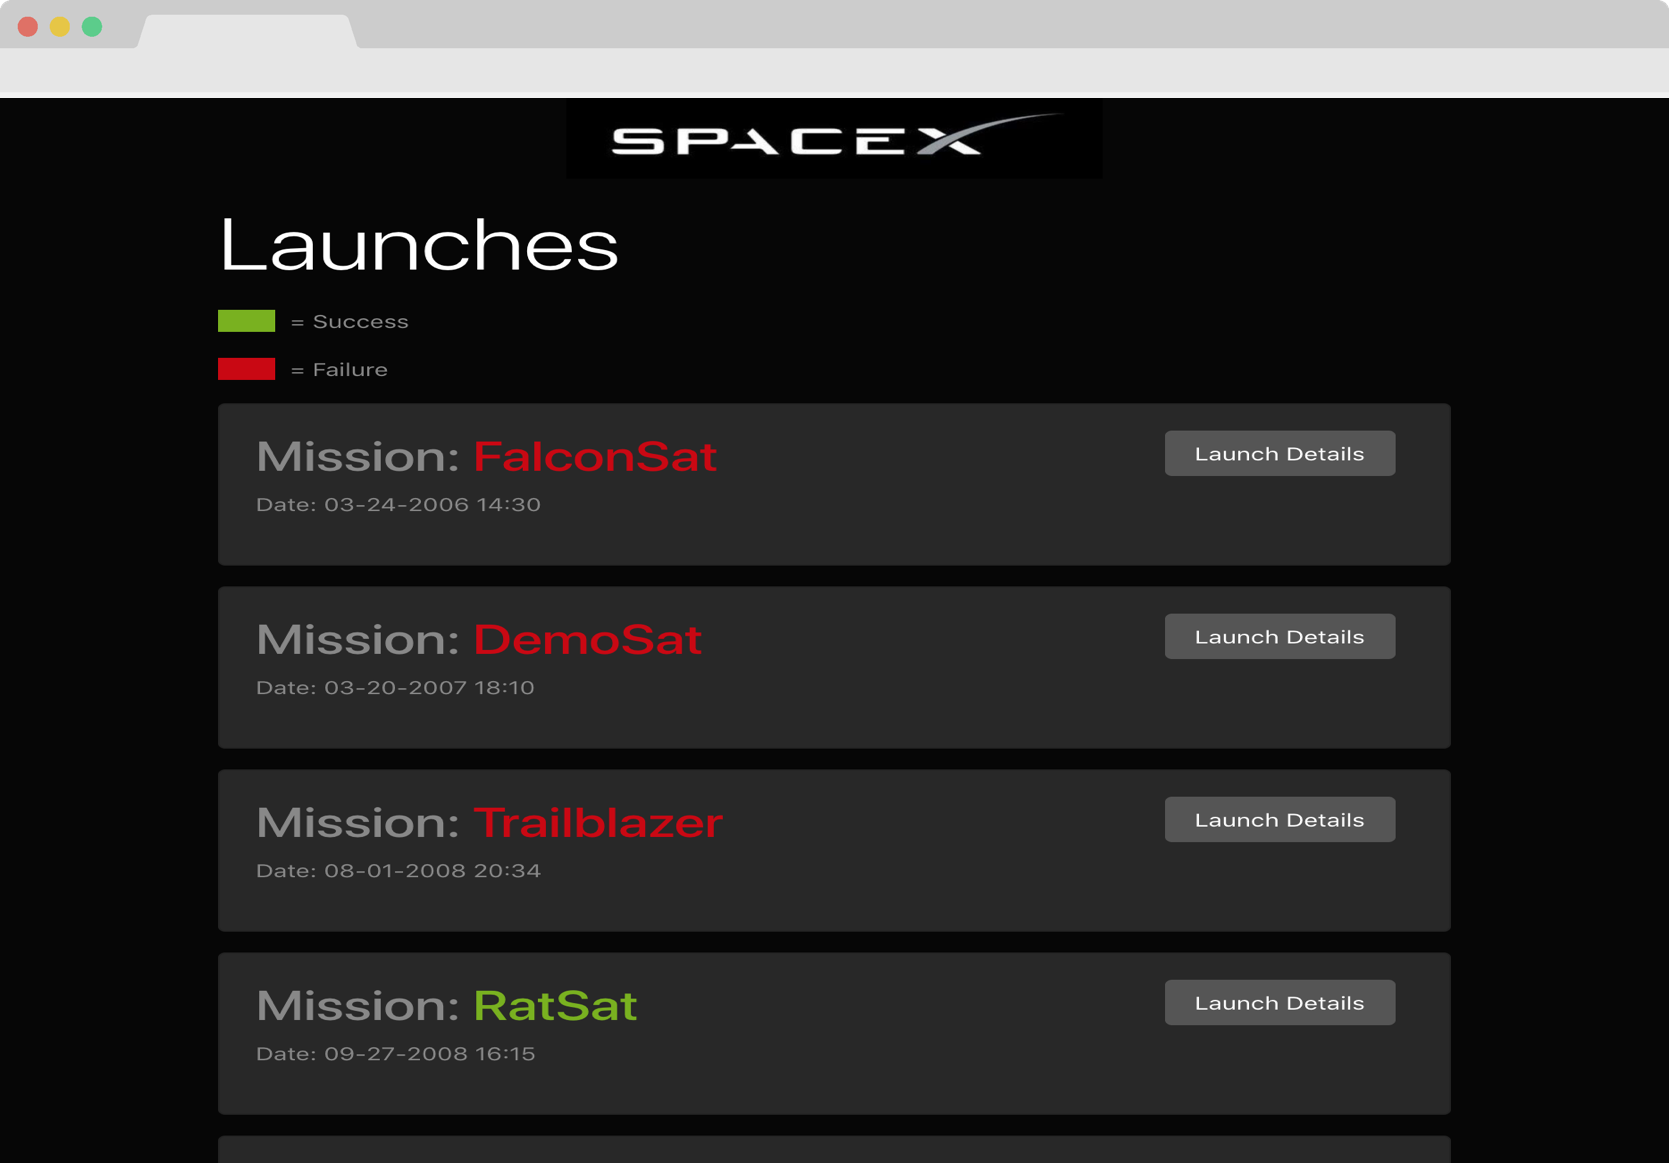 SPACEX
Launches
= Success
= Failure
Mission: FalconSat
Launch Details
Date: 03-24-2006 14:30
Mission: DemoSat
Launch Details
Date: 03-20-2007 18:10
Mission: Trailblazer
Launch Details
Date: 08-01-2008 20:34
Mission: RatSat
Launch Details
Date: 09-27-2008 16:15